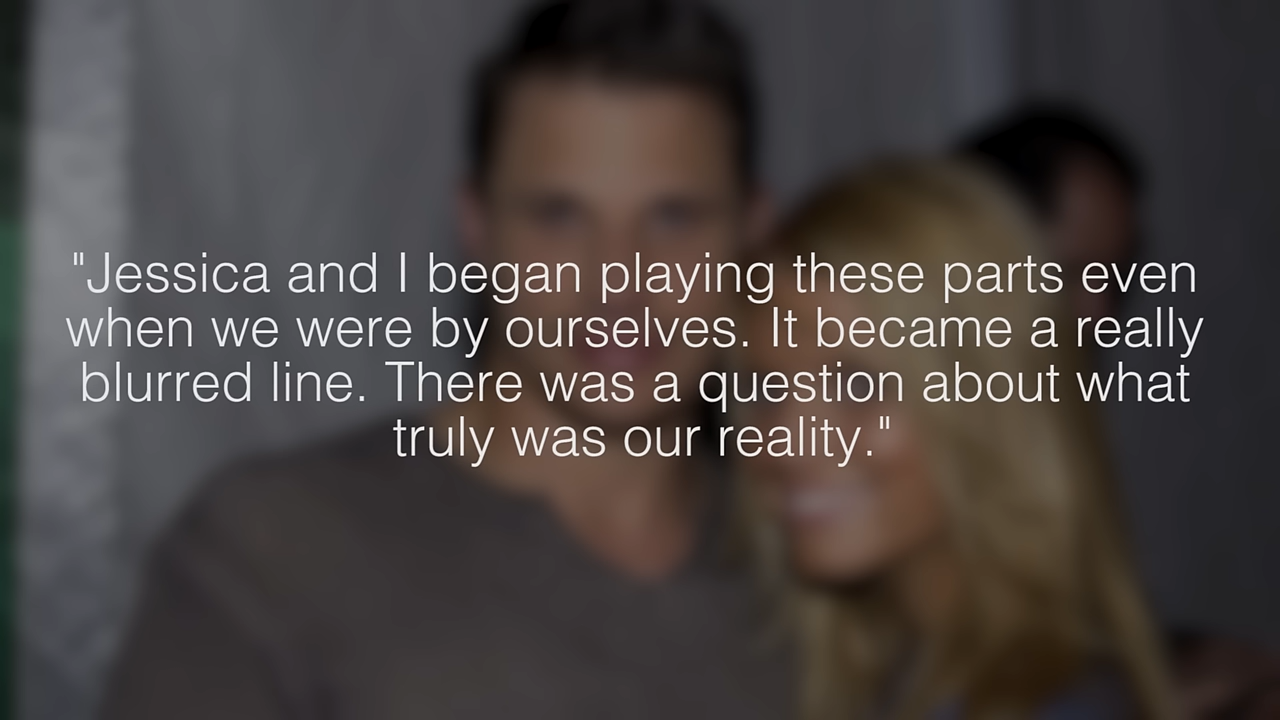 "Jessica and I began playing these parts even
when we were by ourselves. It became a really
blurred line. There was a question about what
truly was our reality."